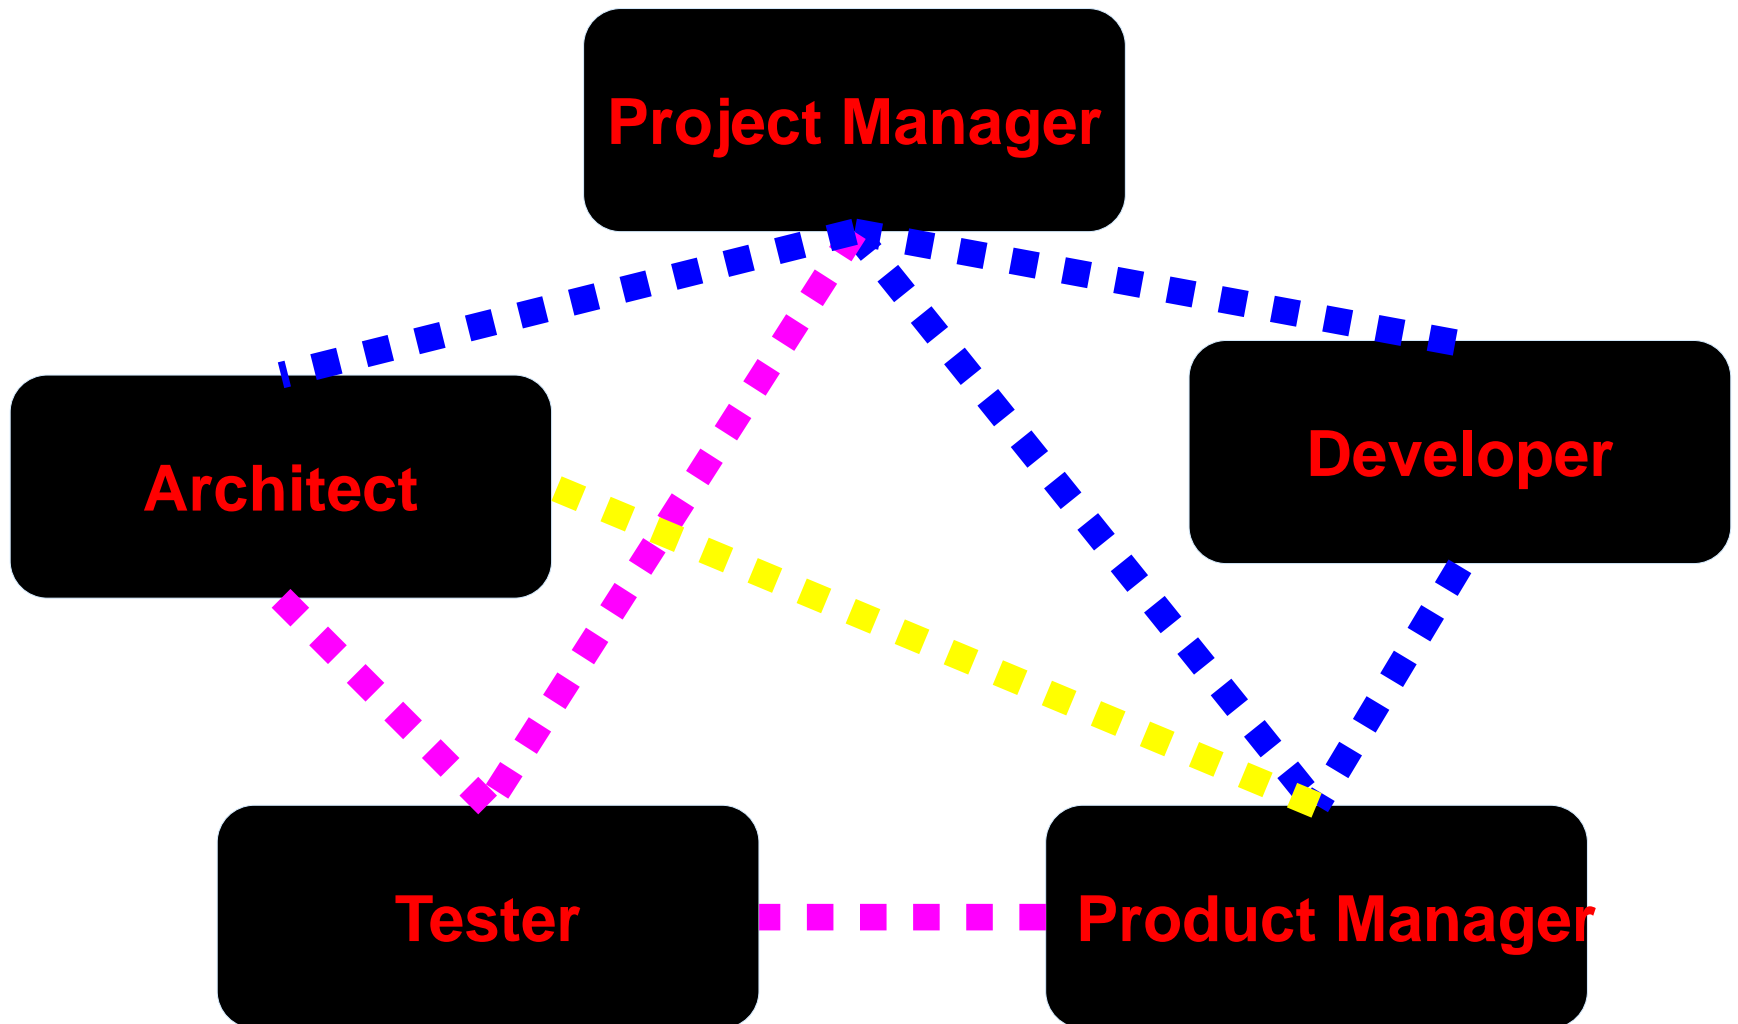 Project Manager
Developer
Architect
Tester
Product Manager